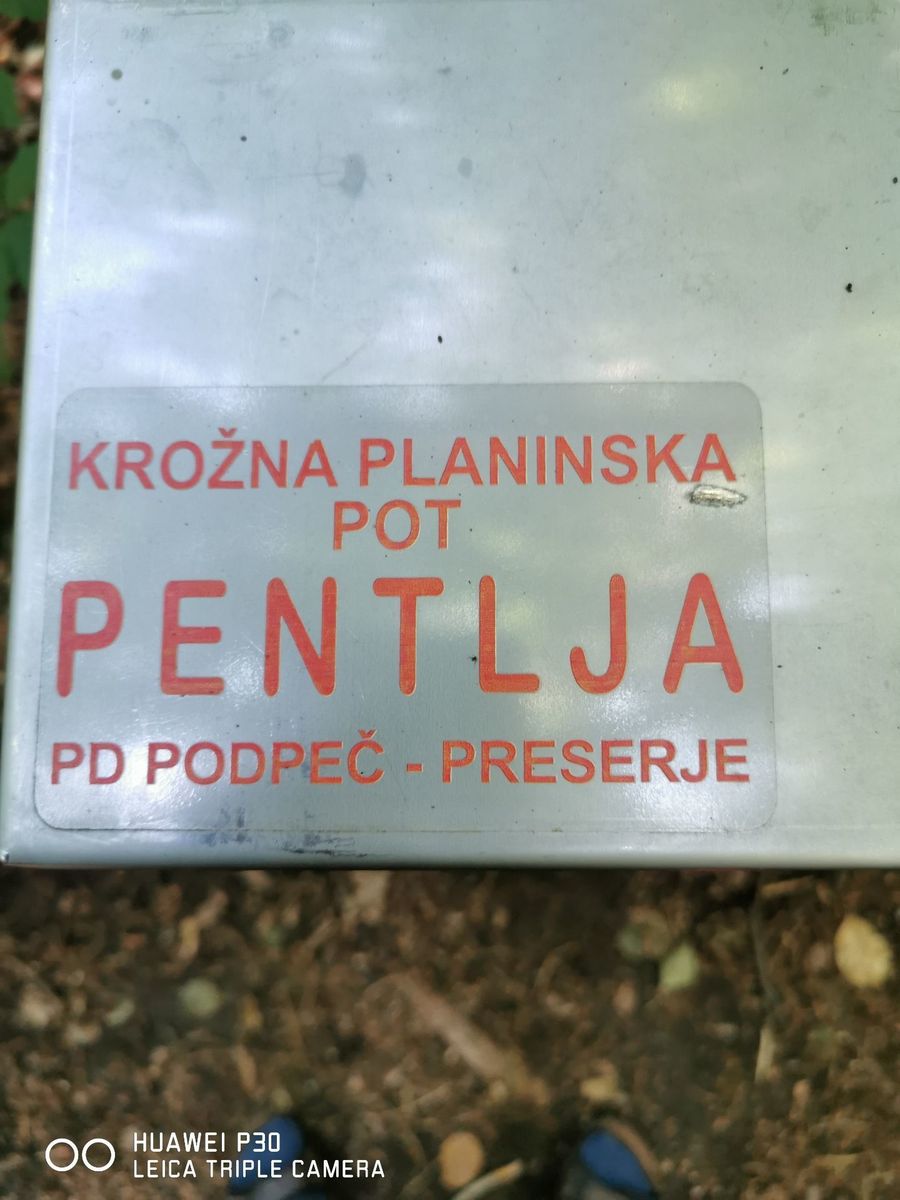 KROŽNA PLANINSKA
POT
PENTLJA
PD PODPEČ - PRESERJE
HUAWEI P30
LEICA TRIPLE CAMERA